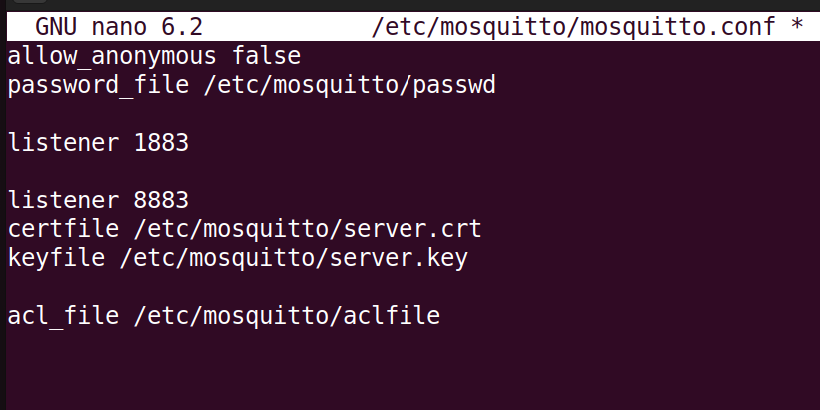 GNU nano 6.2 /etc/mosquitto/mosquitto.conf *
allow_anonymous false
password_file /etc/mosquitto/passwd
listener 1883
listener 8883
certfile /etc/mosquitto/server.crt
keyfile /etc/mosquitto/server.key
acl_file /etc/mosquitto/aclfile